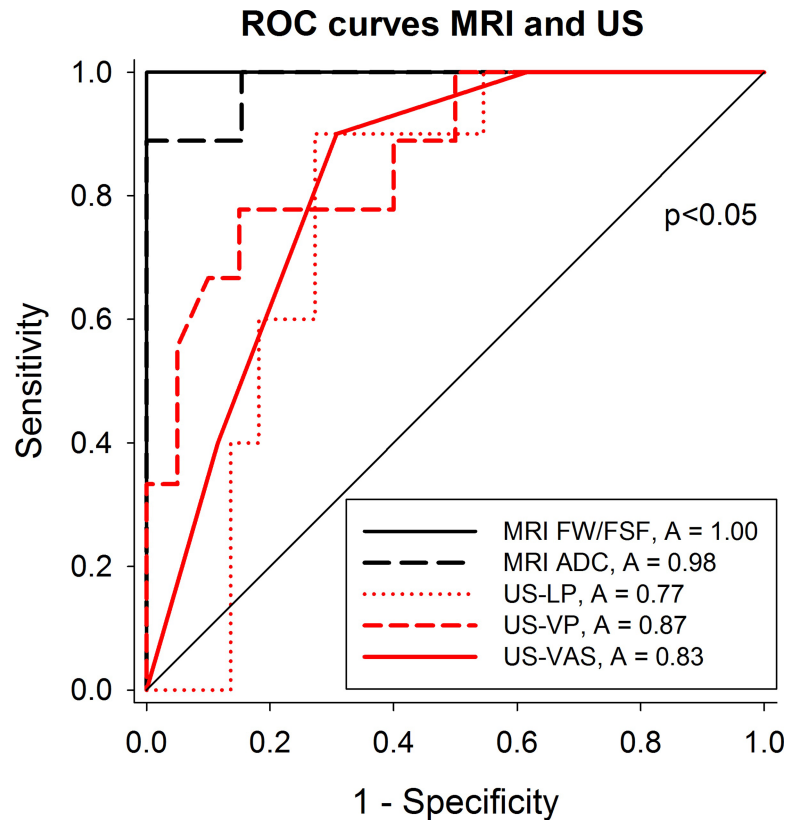 ROC curves MRI and US
1.0
0.8
0.6
0.4
0.2
0.0
Sensitivity
p<0.05
MRI FW/FSF, A = 1.00
MRI ADC, A = 0.98
US-LP, A = 0.77
US-VP, A = 0.87
US-VAS, A = 0.83
0.0 0.2 0.4 0.6 0.8 1.0
1 - Specificity